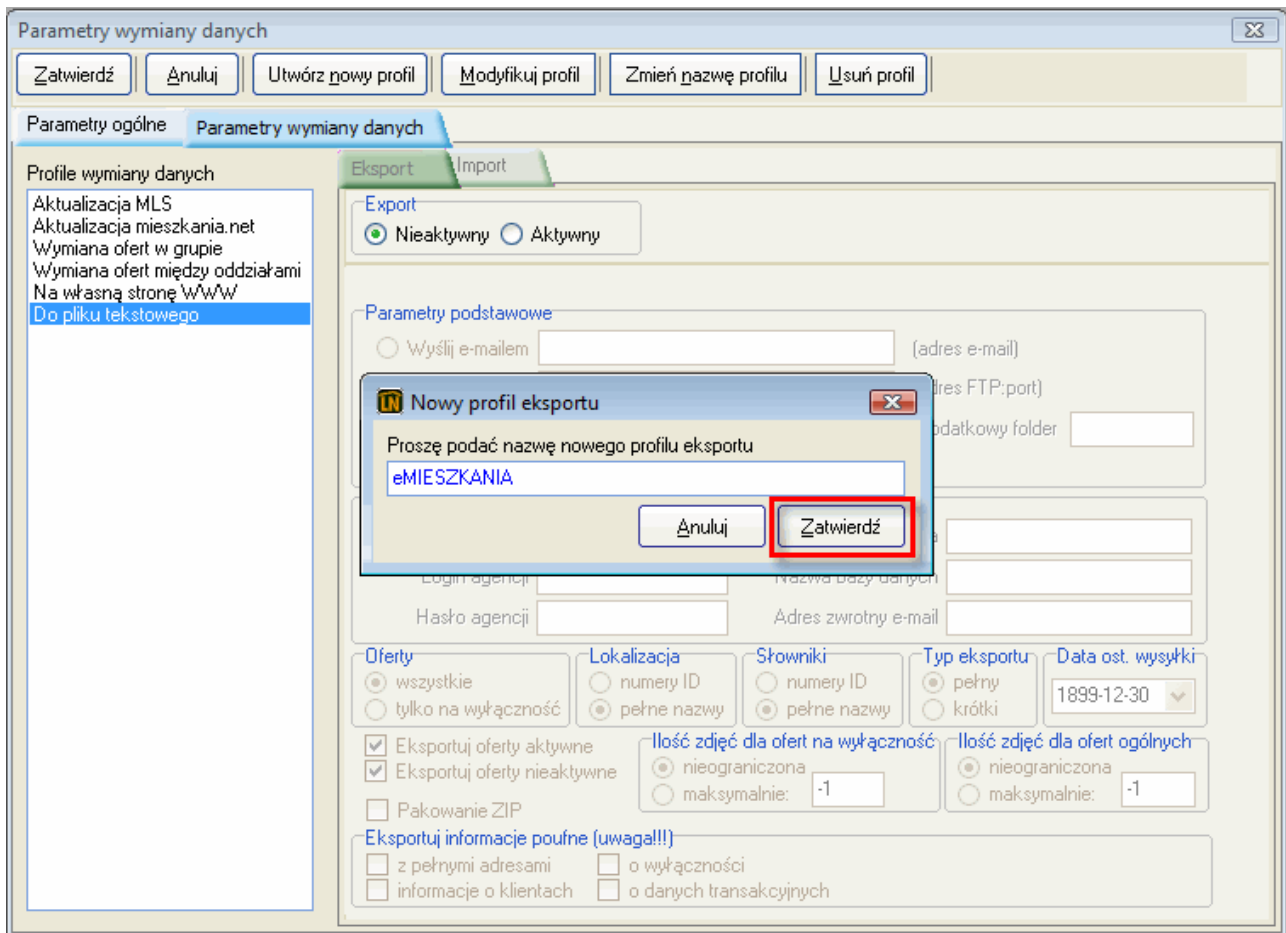 Parametry wymiany danych
Zatwierdź Anuluj Utwórz nowy profil Modyfikuj profil Zmień nazwę profilu Usuń profil
Parametry ogólne Parametry wymiany danych
Profile wymiany danych
Aktualizacja MLS
Aktualizacja mieszkania.net
Wymiana ofert w grupie
Wymiana ofert między oddziałami
Na własną stronę WWW
Do pliku tekstowego
Eksport Import
Export
Nieaktywny Aktywny
Parametry podstawowe
Wyślij e-mailem (adres e-mail)
FTP:port)
folder
LN Nowy profil eksportu
Proszę podać nazwę nowego profilu eksportu
eMIESZKANIA
Anuluj Zatwierdź
Login agencji Nazwa bazy danych
Hasło agencji Adres zwrotny e-mail
Oferty Lokalizacja Słowniki Typ eksportu Data ost. wysyłki
wszystkie numery ID numery ID pełny 1899-12-30
tylko na wyłączność pełne nazwy pełne nazwy krótki
Eksportuj oferty aktywne Ilość zdjęć dla ofert na wyłączność Ilość zdjęć dla ofert ogólnych
Eksportuj oferty nieaktywne nieograniczona nieograniczona
maksymalnie: -1 maksymalnie: -1
Pakowanie ZIP
Eksportuj informacje poufne (uwaga!!!)
z pełnymi adresami o wyłączności
informacje o klientach o danych transakcyjnych